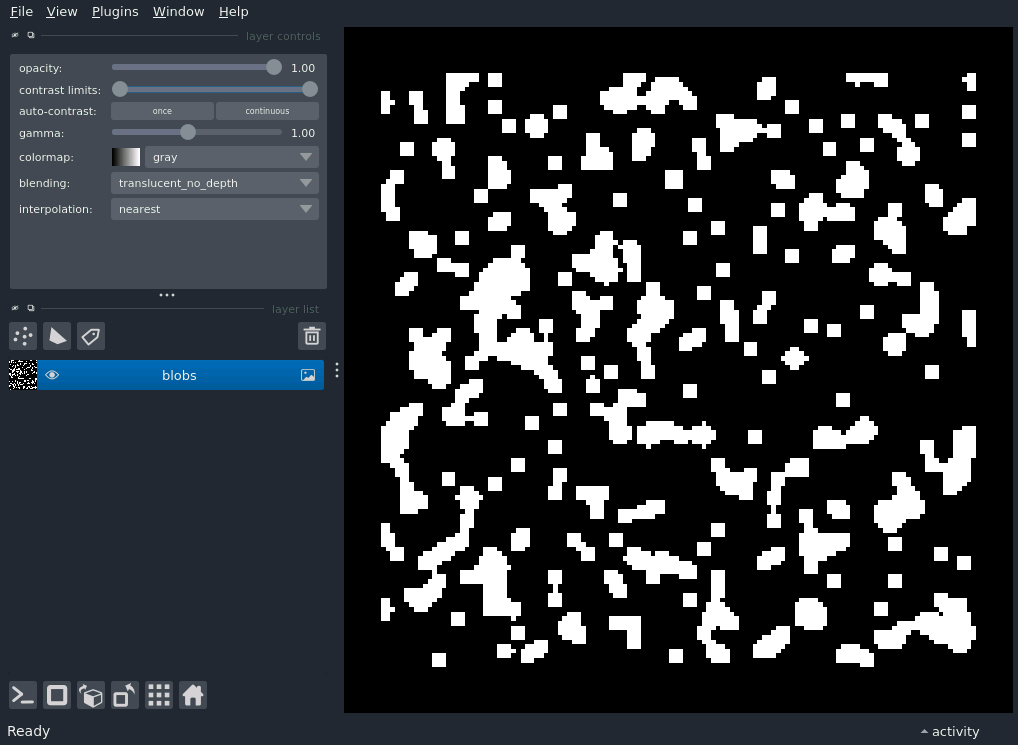 File View Plugins Window Help
layer controls
opacity: 1.00
contrast limits:
auto-contrast: once continuous
gamma: 1.00
colormap: gray
blending: translucent_no_depth
interpolation: nearest
layer list
blobs
Ready activity